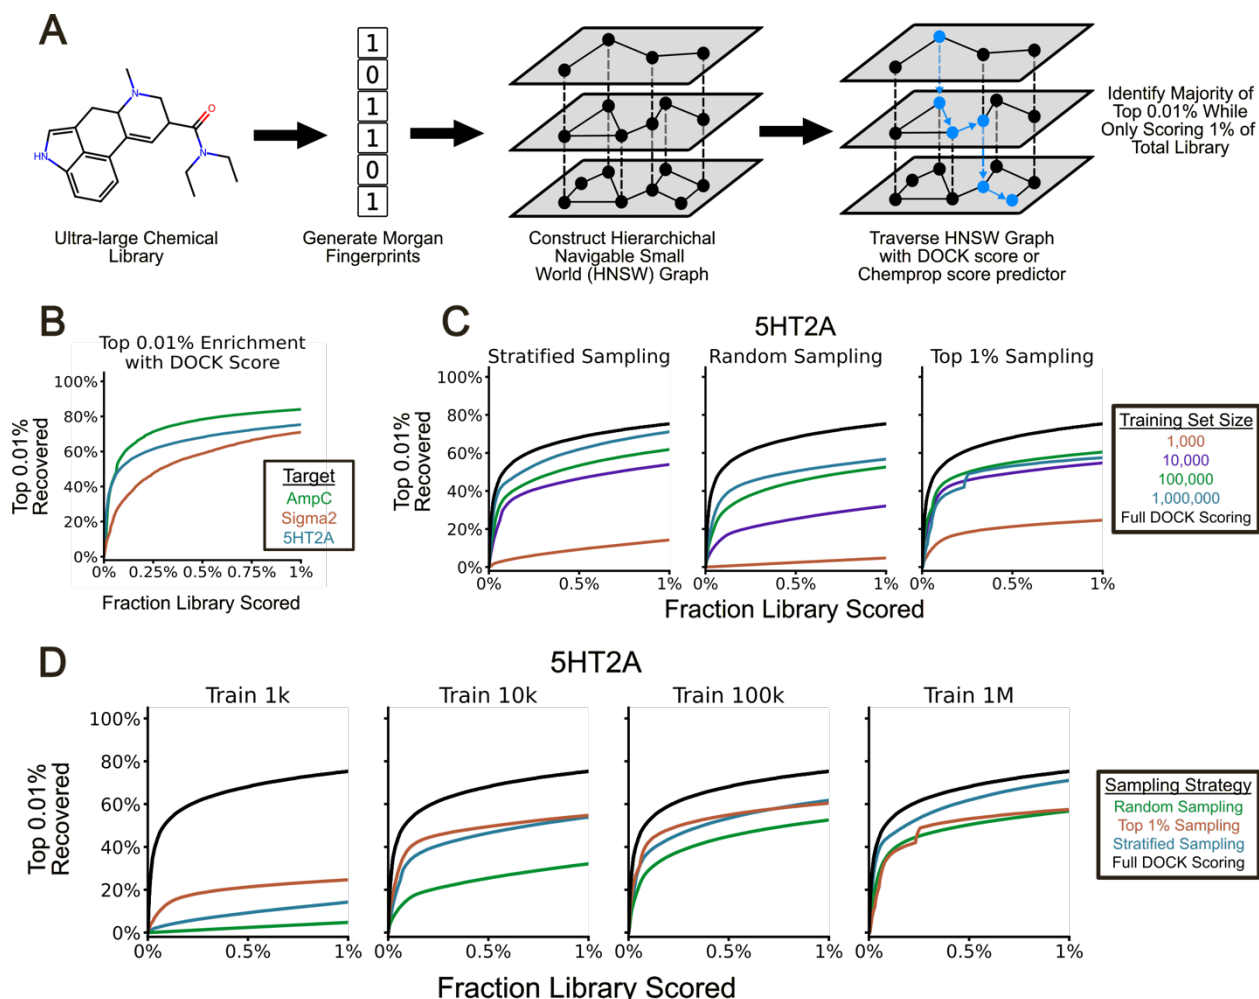 A
N
O
HN
N
1
0
1
1
0
1
Identify Majority of
Top 0.01% While
Only Scoring 1% of
Total Library
Ultra-large Chemical
Library
Generate Morgan
Fingerprints
Construct Hierarchichal
Navigable Small
World (HNSW) Graph
Traverse HNSW Graph
with DOCK score or
Chemprop score predictor
B
Top 0.01% Enrichment
with DOCK Score
Top 0.01%
Recovered
100%
80%
60%
40%
20%
0%
0%
0.25%
0.5%
0.75%
1%
Fraction Library Scored
Target
AmpC
Sigma2
5HT2A
C
5HT2A
Stratified Sampling
Random Sampling
Top 1% Sampling
Top 0.01%
Recovered
100%
80%
60%
40%
20%
0%
0%
0.5%
1%
0%
0.5%
1%
0%
0.5%
1%
Fraction Library Scored
Training Set Size
1,000
10,000
100,000
1,000,000
Full DOCK Scoring
D
5HT2A
Train 1k
Train 10k
Train 100k
Train 1M
Top 0.01%
Recovered
100%
80%
60%
40%
20%
0%
0%
0.5%
1%
0%
0.5%
1%
0%
0.5%
1%
0%
0.5%
1%
Fraction Library Scored
Sampling Strategy
Random Sampling
Top 1% Sampling
Stratified Sampling
Full DOCK Scoring